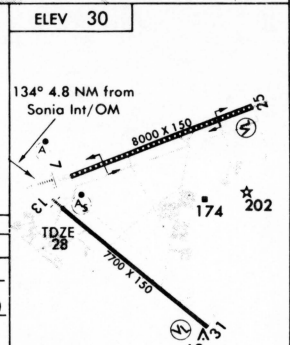 ELEV 30
134° 4.8 NM from
Sonia Int/OM
8000 X 150
25
A
7
13
A5
174
202
TDZE
28
7700 X 150
31